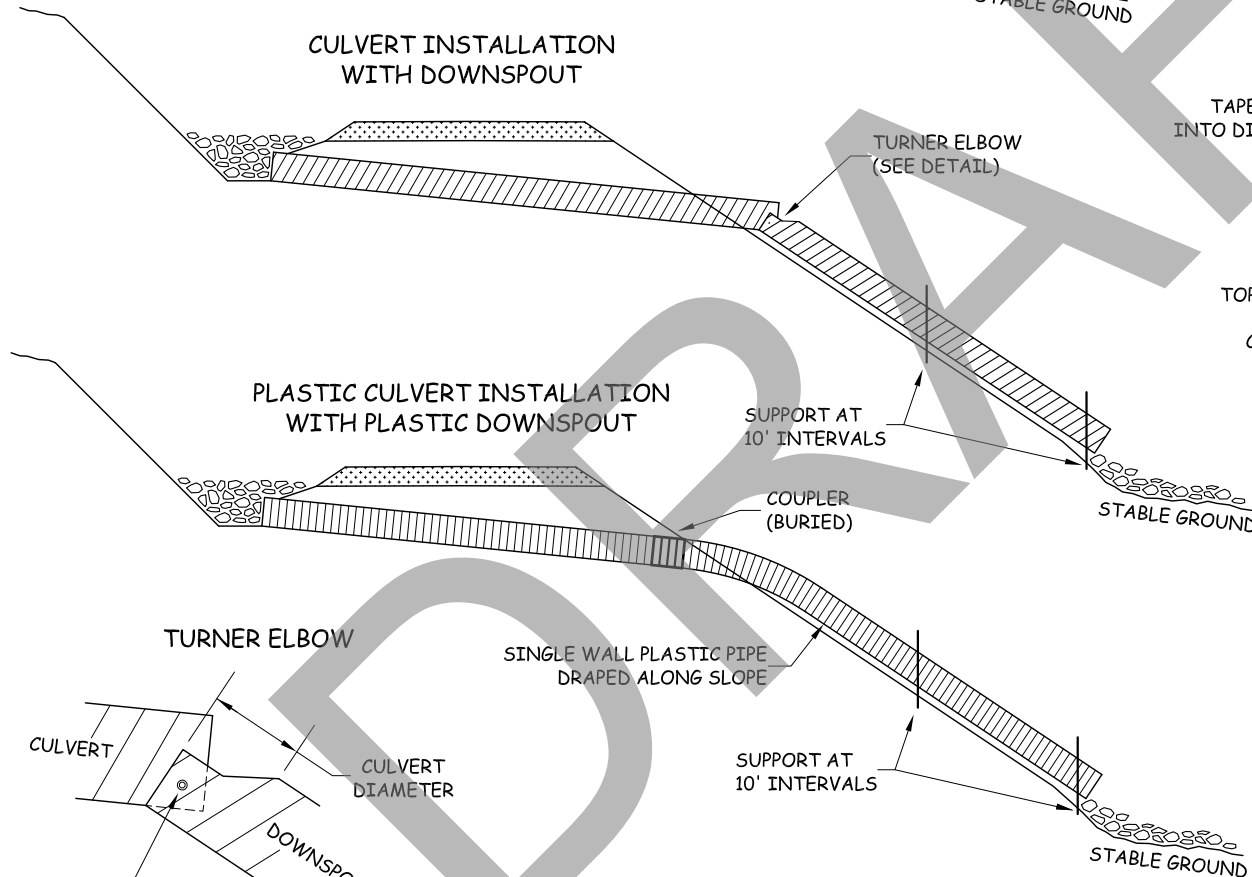 STABLE GROUND
CULVERT INSTALLATION
WITH DOWNSPOUT
TURNER ELBOW
(SEE DETAIL)
INTO
SUPPORT AT
10' INTERVALS
STABLE GROUND
PLASTIC CULVERT INSTALLATION
WITH PLASTIC DOWNSPOUT
COUPLER
(BURIED)
SINGLE WALL PLASTIC PIPE
DRAPED ALONG SLOPE
SUPPORT AT
10' INTERVALS
STABLE GROUND
TURNER ELBOW
CULVERT
CULVERT
DIAMETER